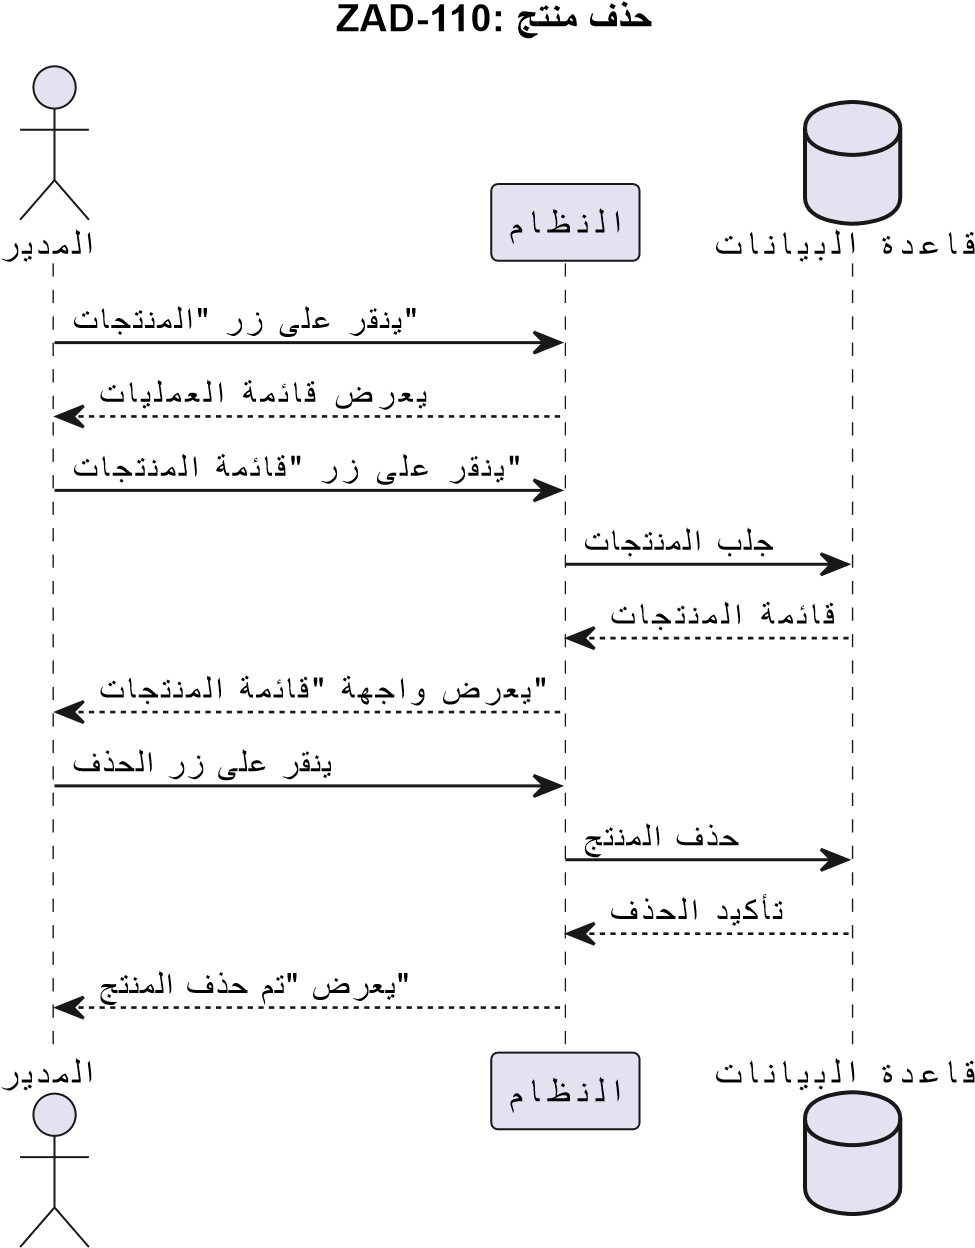 ZAD-110: حذف منتج
المدير
النظام
قاعدة البيانات
ينقر على زر "المنتجات"
يعرض قائمة العمليات
ينقر على زر "قائمة المنتجات"
جلب المنتجات
قائمة المنتجات
يعرض واجهة "قائمة المنتجات"
ينقر على زر الحذف
حذف المنتج
تأكيد الحذف
يعرض "تم حذف المنتج"
المدير
النظام
قاعدة البيانات